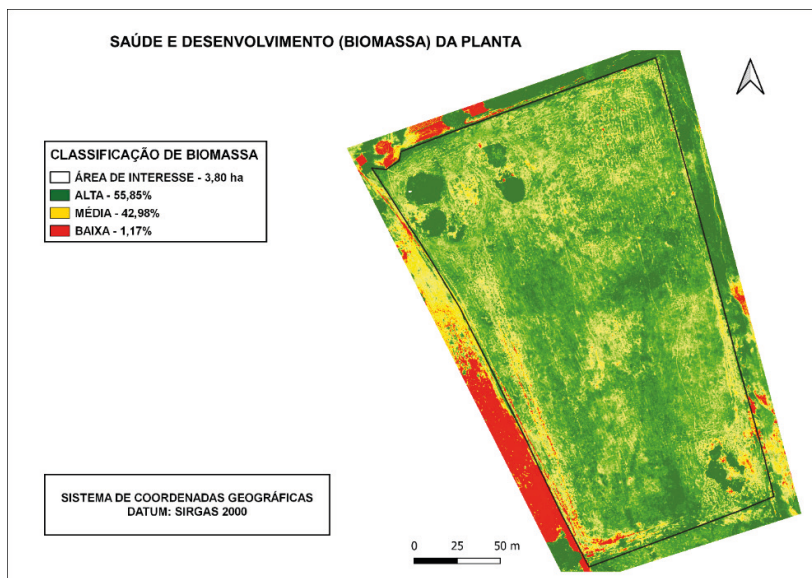 SAÚDE E DESENVOLVIMENTO (BIOMASSA) DA PLANTA
CLASSIFICAÇÃO DE BIOMASSA
ÁREA DE INTERESSE - 3,80 ha
ALTA - 55,85%
MÉDIA - 42,98%
BAIXA - 1,17%
SISTEMA DE COORDENADAS GEOGRÁFICAS
DATUM: SIRGAS 2000
0 25 50 m